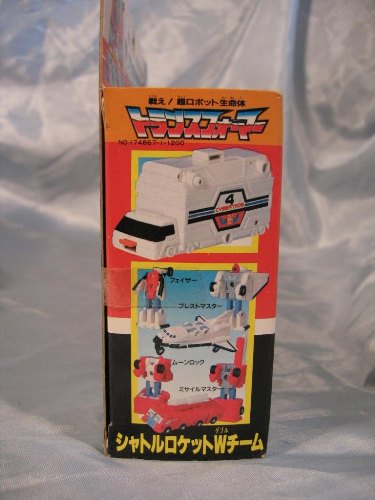 戦え！超ロボット生命体
トランスフォーマー
NO.174867-1-1200
4
CYBERTRON
フェイザー
ブレストマスター
ムーンロック
ミサイルマスター
ダブル
シャトルロケットWチーム